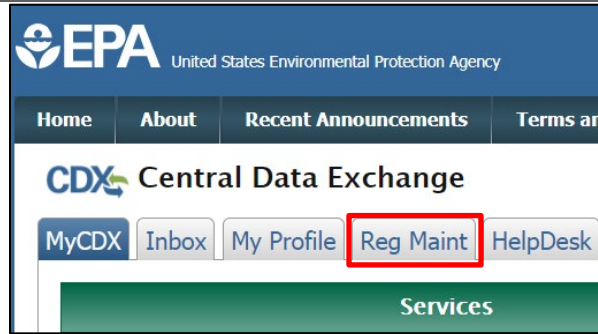 EPA United States Environmental Protection Agency
Home About Recent Announcements Terms an
CDX Central Data Exchange
MyCDX Inbox My Profile Reg Maint HelpDesk
Services